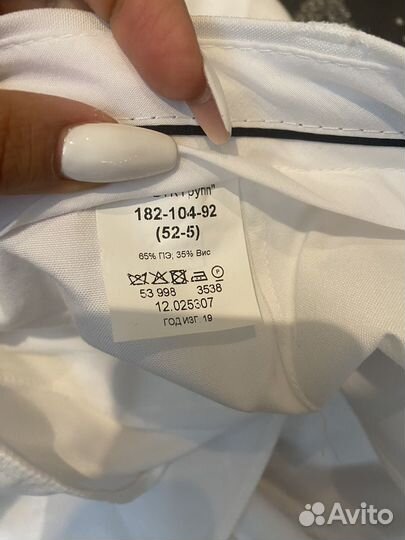 182-104-92
(52-5)
65% ПЭ; 35% Вис
P
53 998 3538
12.025307
ГОД ИЗГ. 19
Avito